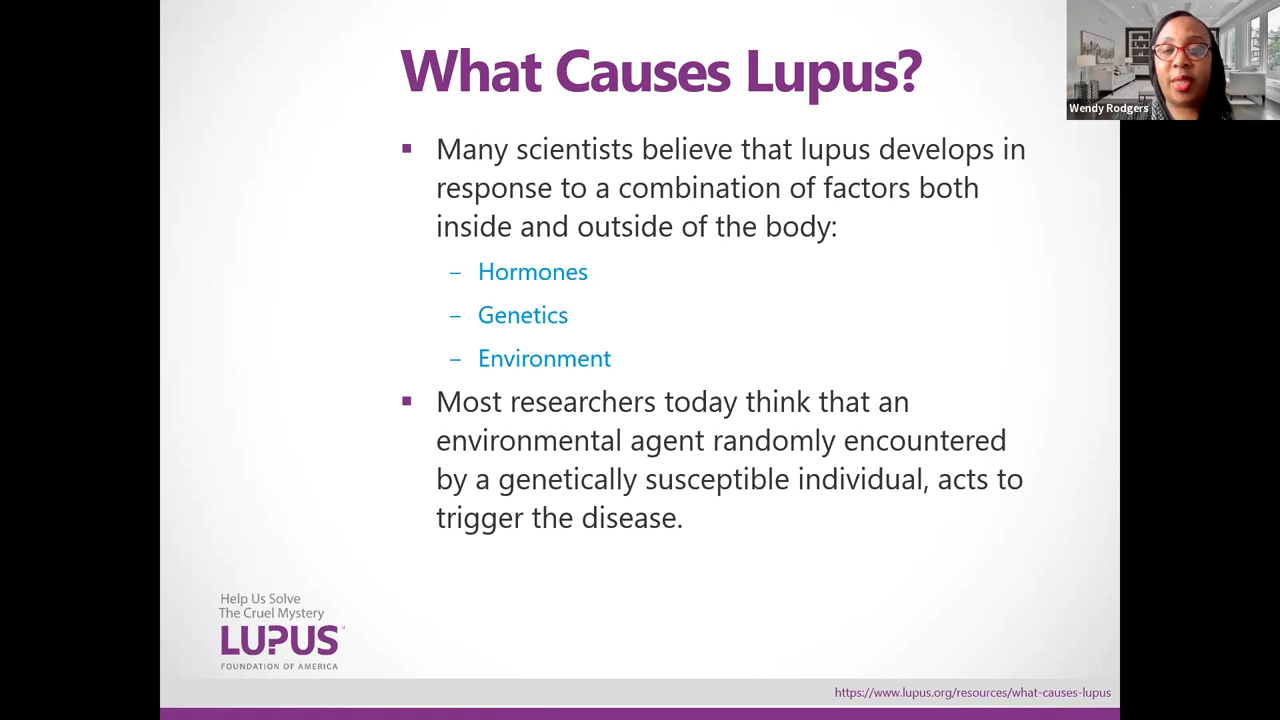 What Causes Lupus?
Wendy Rodgers
▪ Many scientists believe that lupus develops in
response to a combination of factors both
inside and outside of the body:
– Hormones
– Genetics
– Environment
▪ Most researchers today think that an
environmental agent randomly encountered
by a genetically susceptible individual, acts to
trigger the disease.
Help Us Solve
The Cruel Mystery
LUPUS
FOUNDATION OF AMERICA
https://www.lupus.org/resources/what-causes-lupus